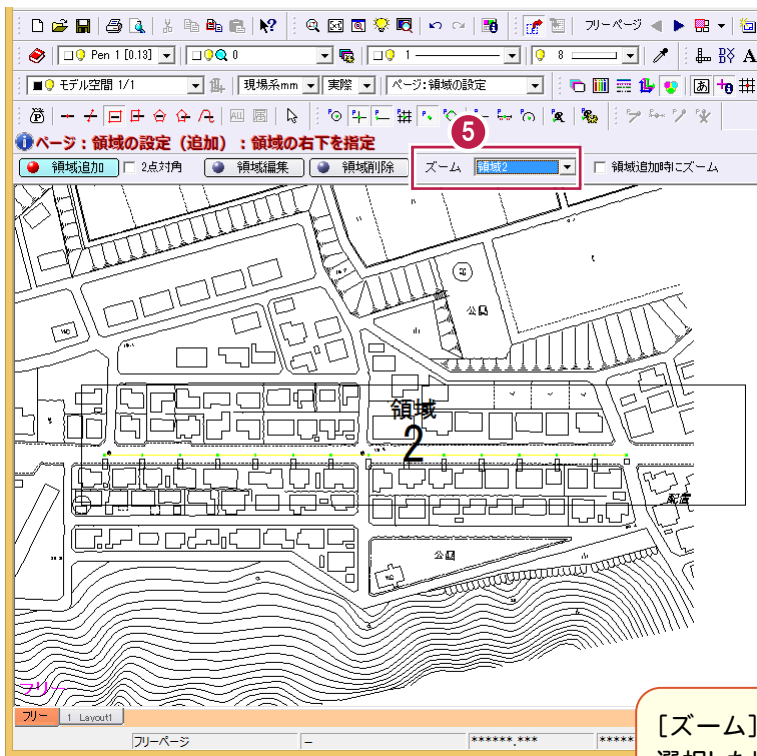 フリーページ
Pen 1 [0.13]
0
1
8
A
モデル空間 1/1
現場系mm
実際
ページ:領域の設定
あ
5
ページ：領域の設定（追加）：領域の右下を指定
領域追加
2点対角
領域編集
領域削除
ズーム
領域2
領域追加時にズーム
公園
領域
2
配置
公園
フリー
フリー
1 Layout1
フリーページ
-
******.***
*****
[ズーム]